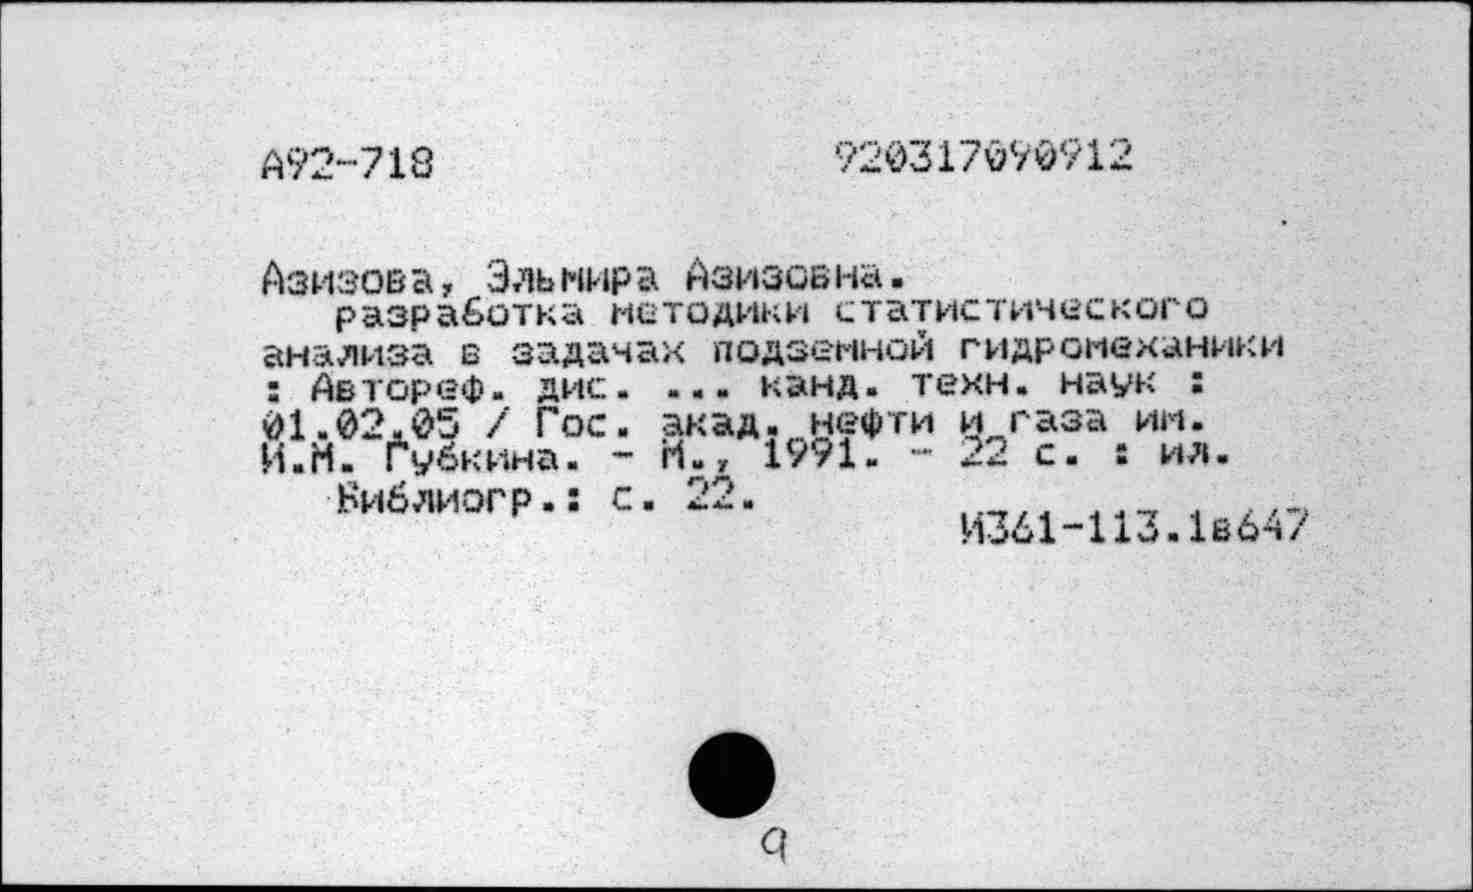 А92-718 920317090912
Азизова, Эльмира Азизовна.
разработка методики статистического
анализа в задачах подземной гидромеханики
: Автореф. дис. ... канд. техн. наук :
01.02.05 / Гос. акад. нефти и газа им.
И.М. Губкина. - М., 1991. - 22 с. : ил.
Библиогр.: с. 22.
И361-113.1в647
9